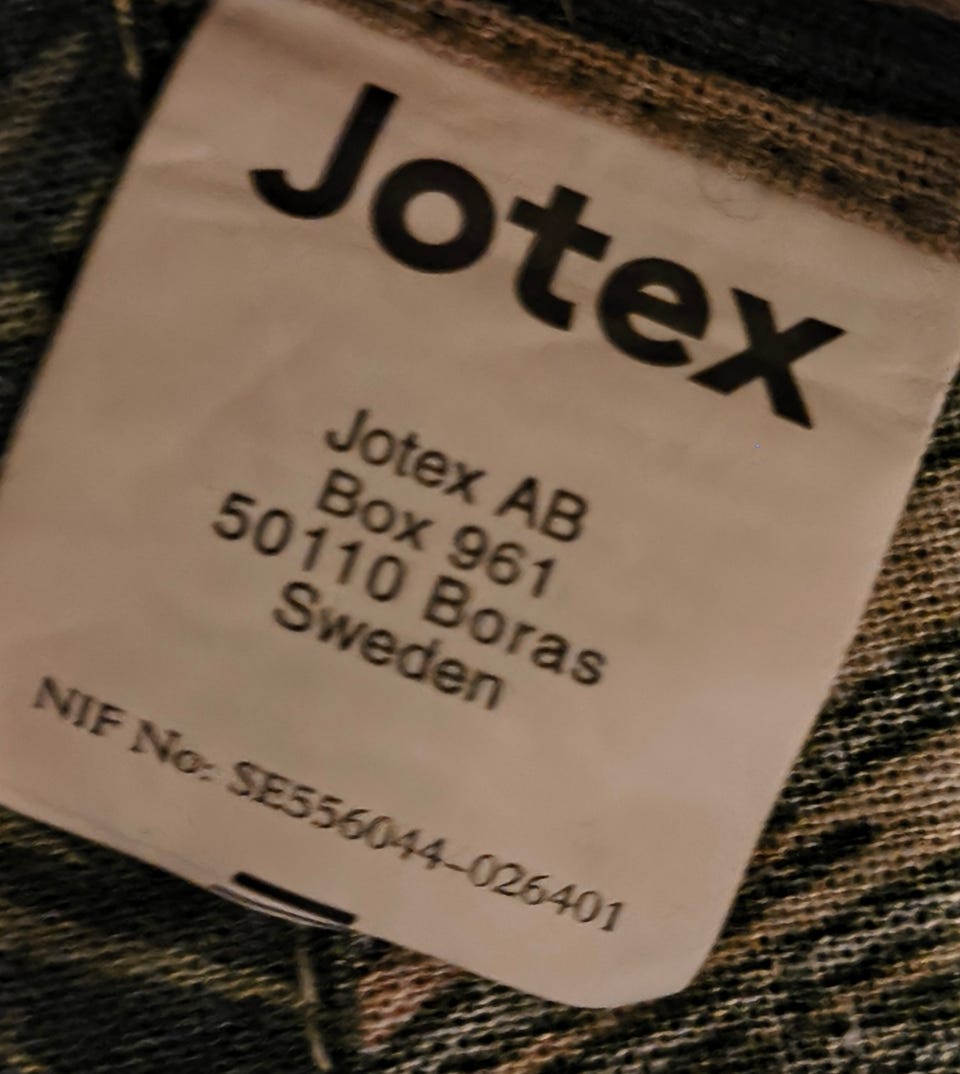 Jotex
Jotex AB
Box 961
50110 Boras
Sweden
NIF No: SE556044-026401